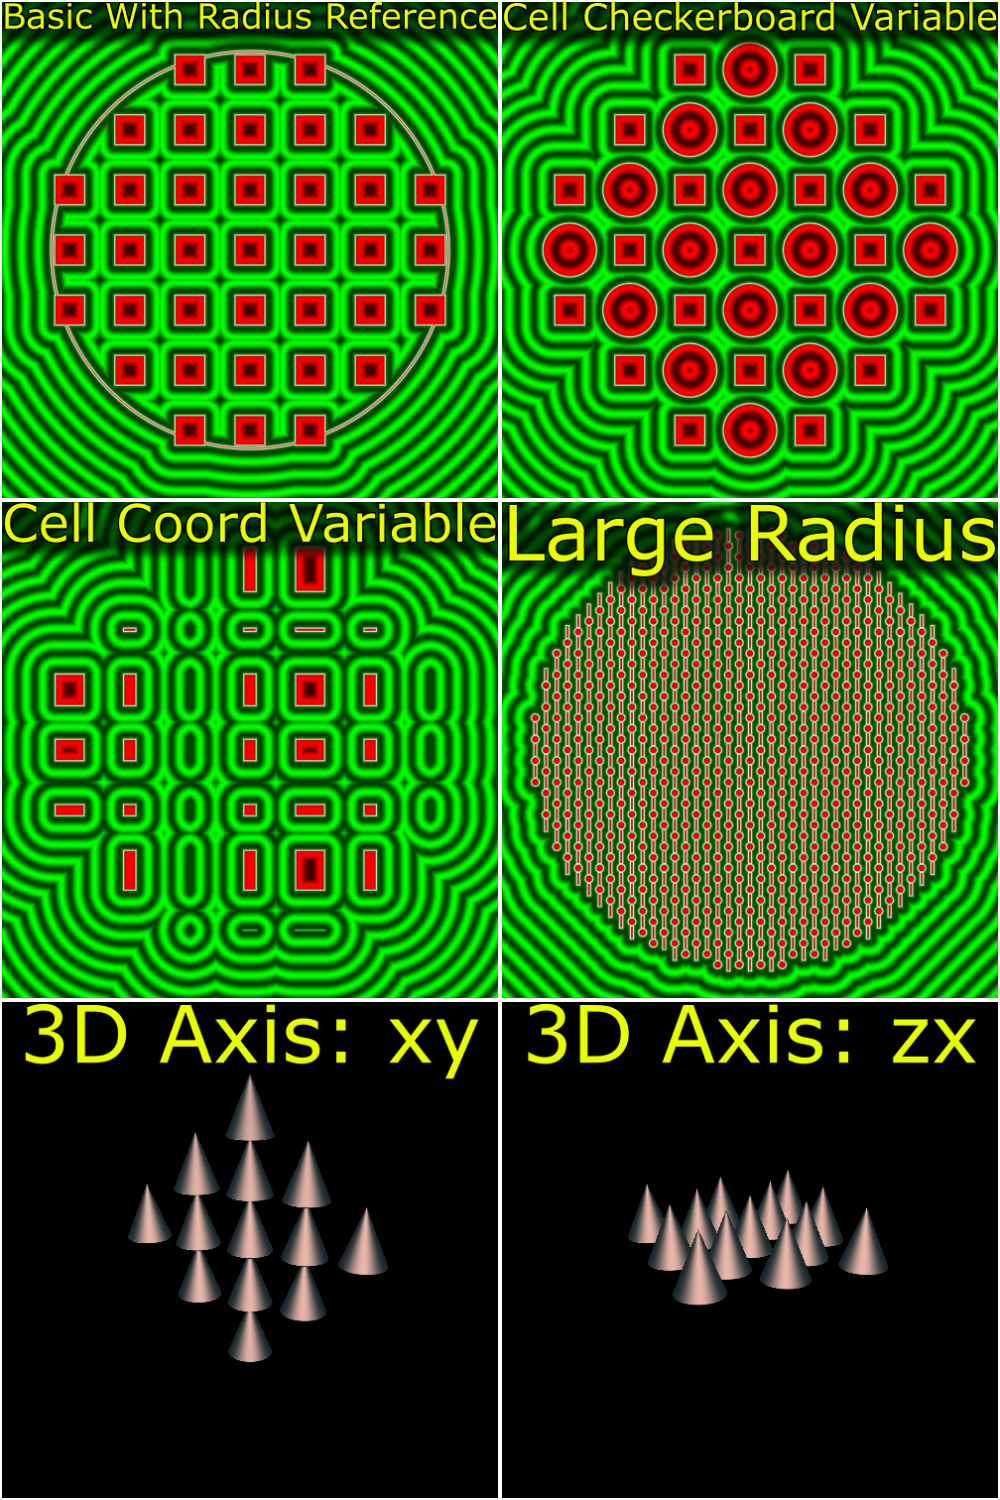 Basic With Radius Reference
Cell Checkerboard Variable
Cell Coord Variable
Large Radius
3D Axis: xy
3D Axis: zx